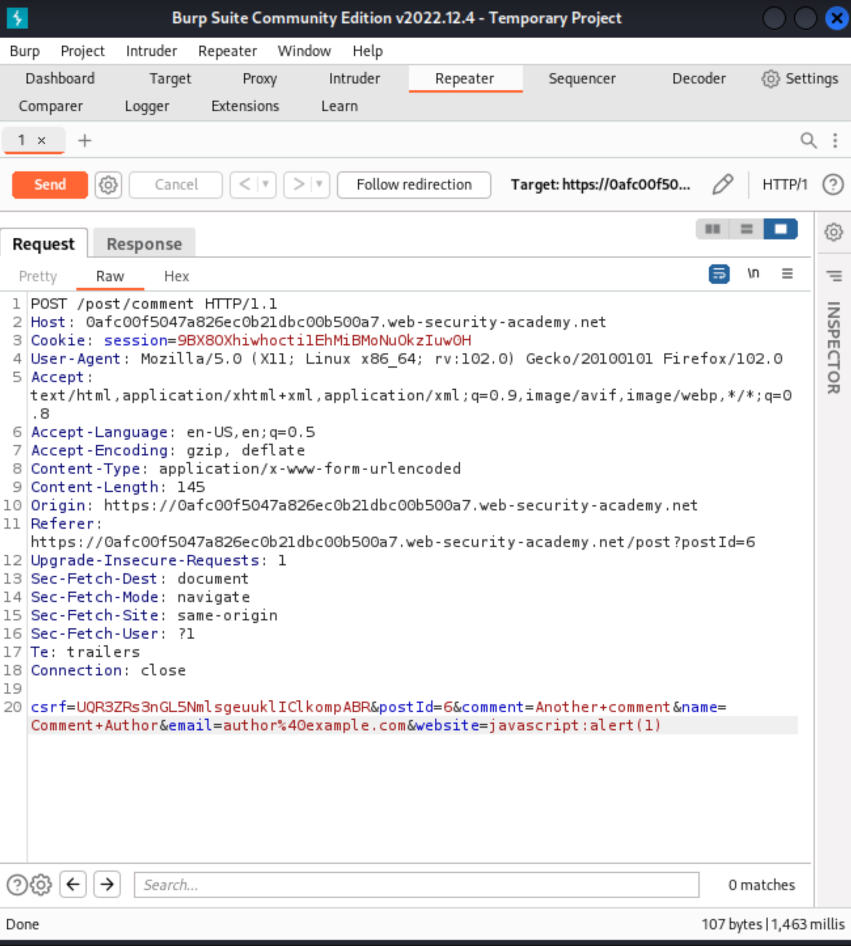 Burp Suite Community Edition v2022.12.4 - Temporary Project
Burp Project Intruder Repeater Window Help
Dashboard Target Proxy Intruder Repeater Sequencer Decoder Settings
Comparer Logger Extensions Learn
1 × +
Send Cancel < > Follow redirection Target: https://0afc00f50... HTTP/1 ?
Request Response
Pretty Raw Hex \n
INSPECTOR
1 POST /post/comment HTTP/1.1
2 Host: 0afc00f5047a826ec0b21dbc00b500a7.web-security-academy.net
3 Cookie: session=9BX8OXhiwhocti1EhMiBMoNuOkzIuw0H
4 User-Agent: Mozilla/5.0 (X11; Linux x86_64; rv:102.0) Gecko/20100101 Firefox/102.0
5 Accept:
text/html,application/xhtml+xml,application/xml;q=0.9,image/avif,image/webp,*/*;q=0
.8
6 Accept-Language: en-US,en;q=0.5
7 Accept-Encoding: gzip, deflate
8 Content-Type: application/x-www-form-urlencoded
9 Content-Length: 145
10 Origin: https://0afc00f5047a826ec0b21dbc00b500a7.web-security-academy.net
11 Referer:
https://0afc00f5047a826ec0b21dbc00b500a7.web-security-academy.net/post?postId=6
12 Upgrade-Insecure-Requests: 1
13 Sec-Fetch-Dest: document
14 Sec-Fetch-Mode: navigate
15 Sec-Fetch-Site: same-origin
16 Sec-Fetch-User: ?1
17 Te: trailers
18 Connection: close
19
20 csrf=UQR3ZRs3nGL5NmlsgeuuklIClkompABR&postId=6&comment=Another+comment&name=
Comment+Author&email=author%40example.com&website=javascript:alert(1)
? Search... 0 matches
Done 107 bytes | 1,463 millis